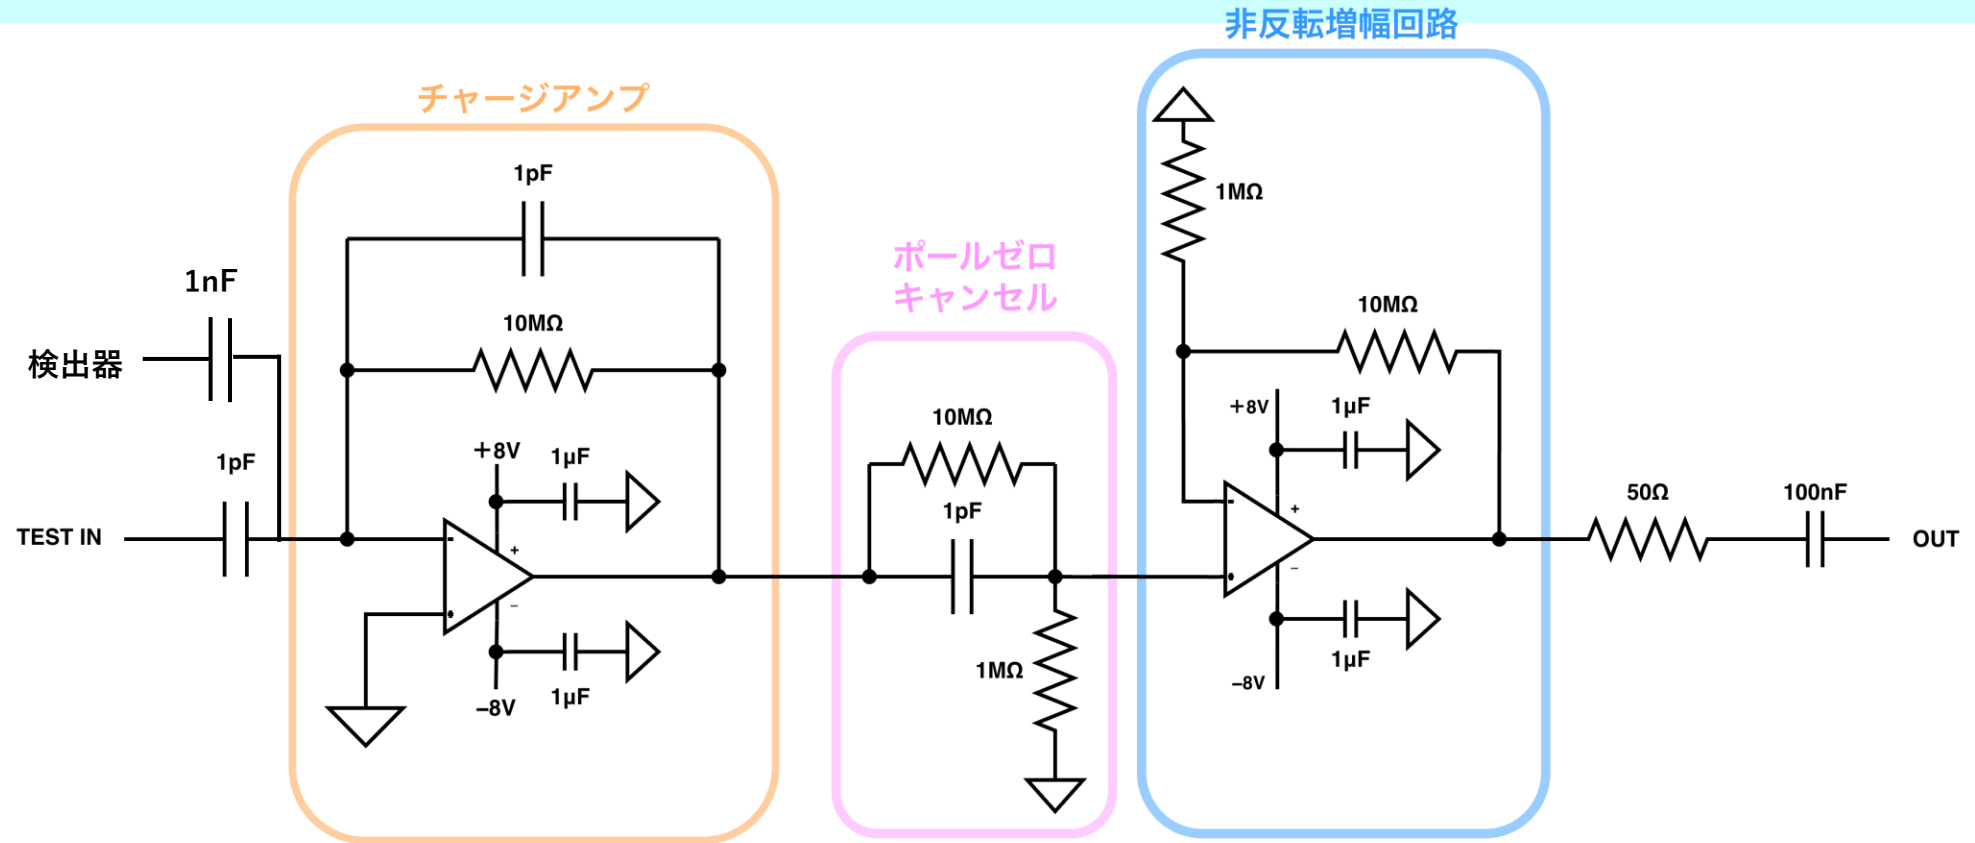 非反転増幅回路
チャージアンプ
1pF
1MΩ
ポールゼロ
キャンセル
1nF
10MΩ
10MΩ
検出器
10MΩ
+8V
1μF
+8V
1μF
1pF
1pF
50Ω
100nF
TEST IN
-
+
-
+
OUT
+
−
+
−
1μF
−8V
1MΩ
1μF
−8V